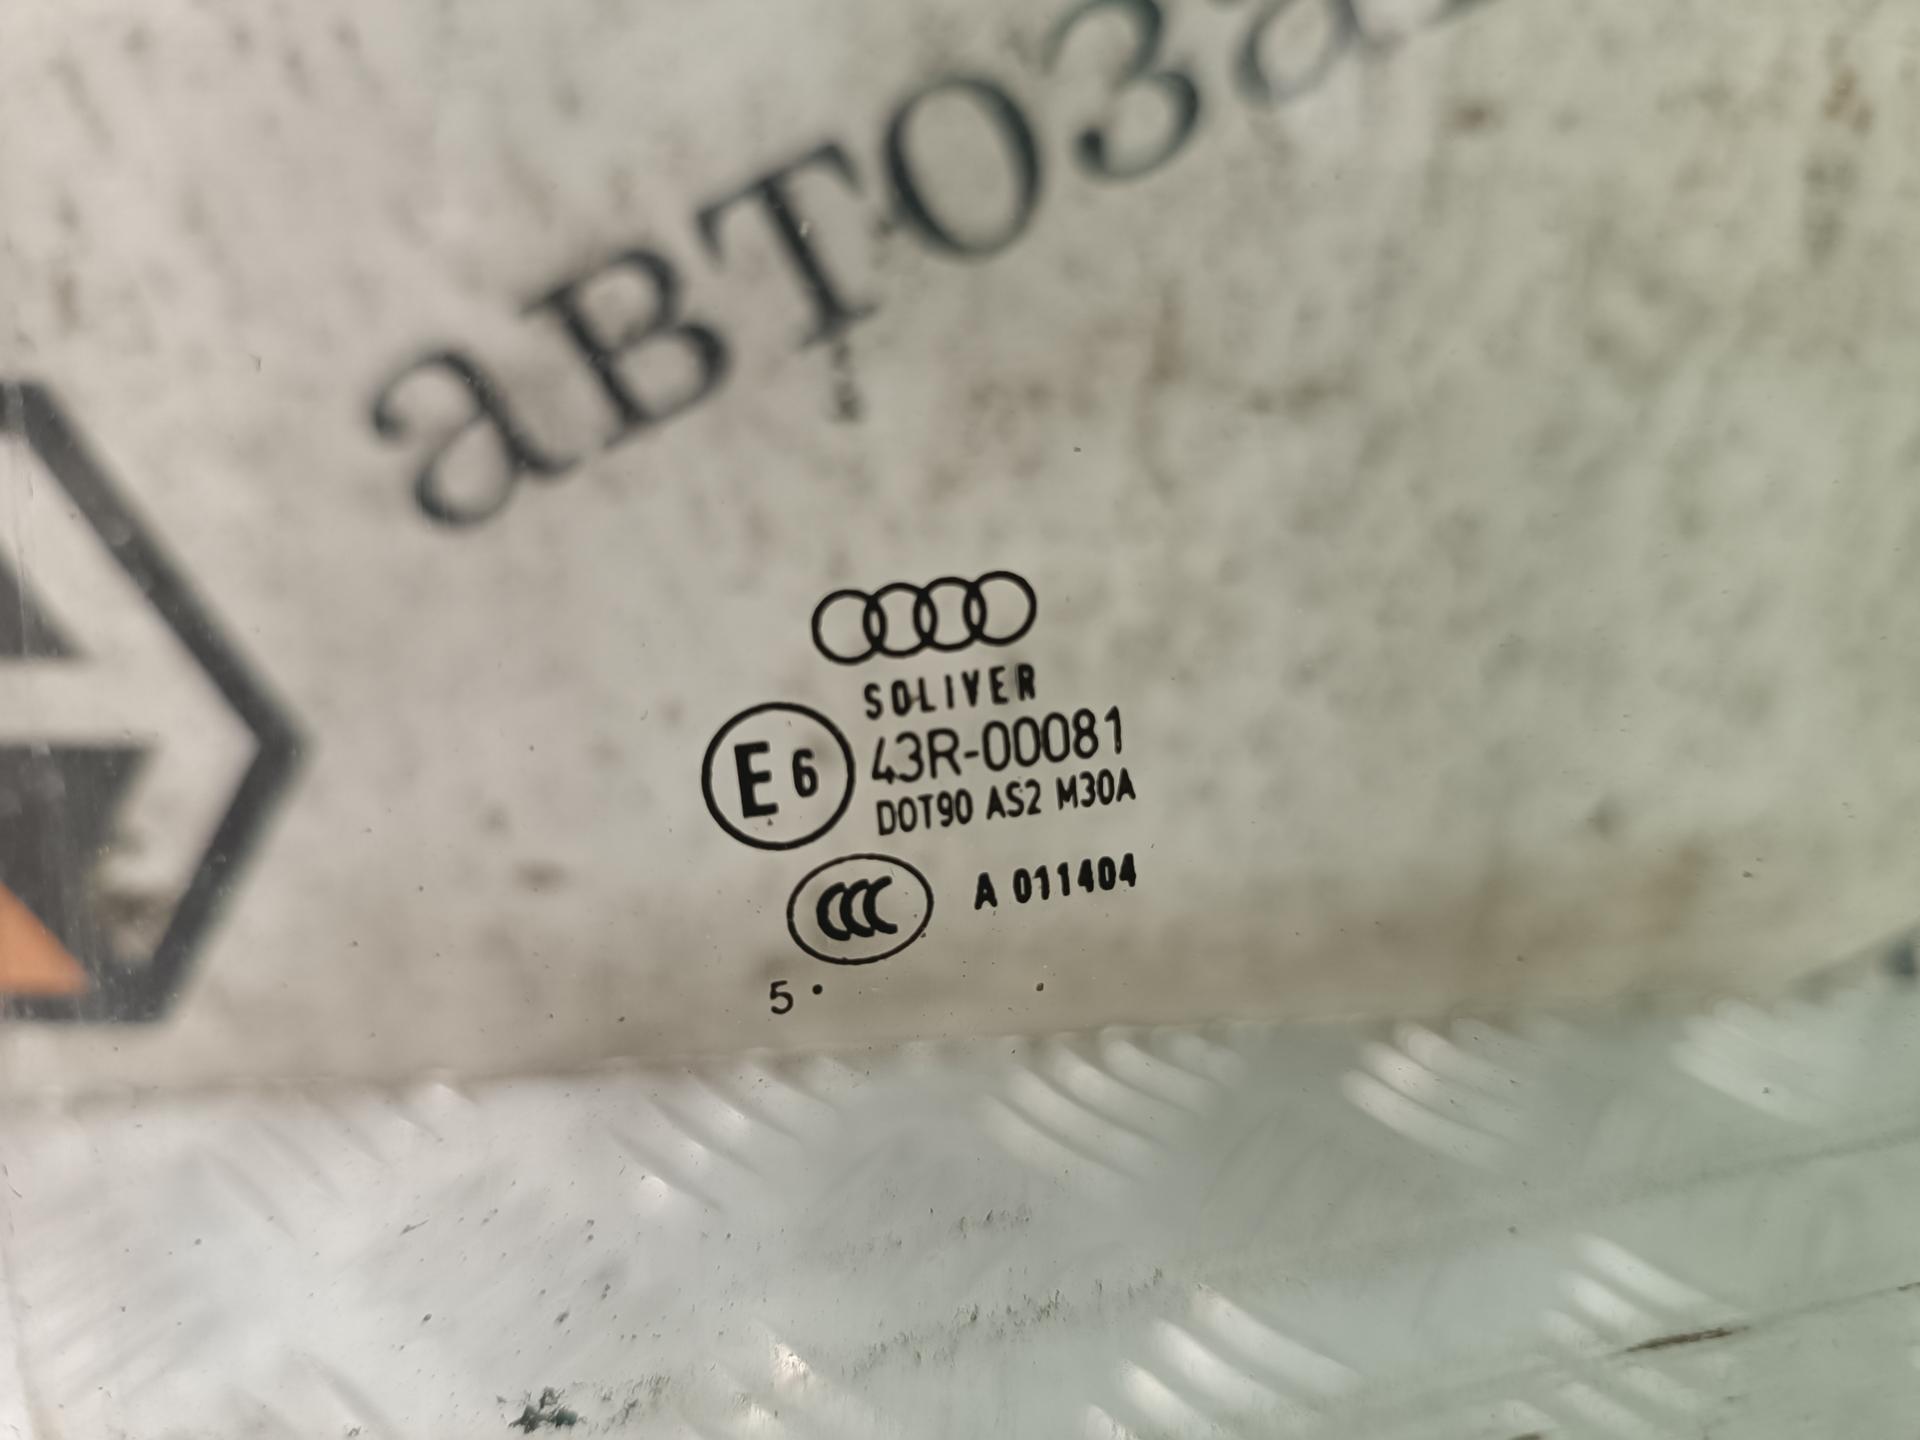 автоза
SOLIVER
E6 43R-00081
DOT90 AS2 M30A
CCC A 011404
5 •